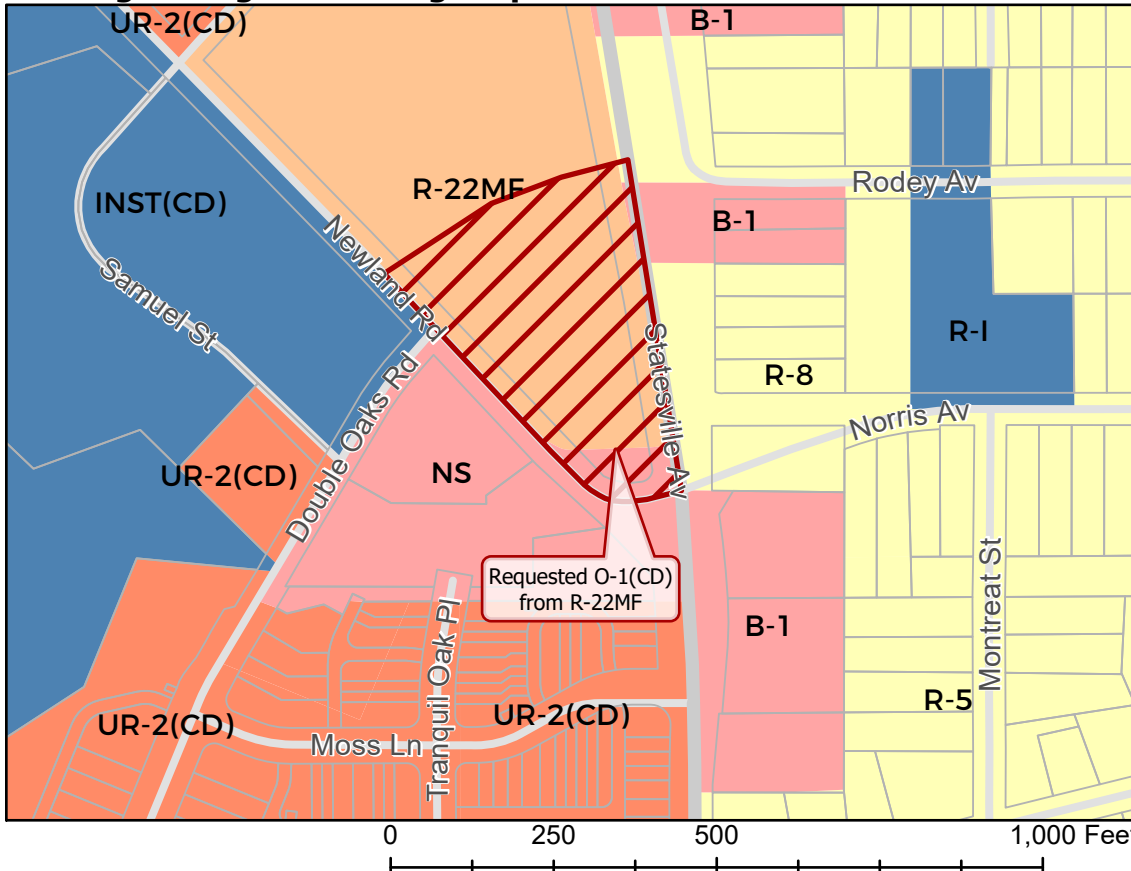 UR-2(CD)
B-1
R-22MF
Rodey Av
INST(CD)
B-1
Newland Rd
Samuel St
R-I
Statesville Av
R-8
Double Oaks Rd
Norris Av
UR-2(CD)
NS
Requested O-1(CD)
from R-22MF
Montreat St
B-1
Tranquil Oak Pl
R-5
UR-2(CD)
UR-2(CD)
Moss Ln
0 250 500 1,000 Feet